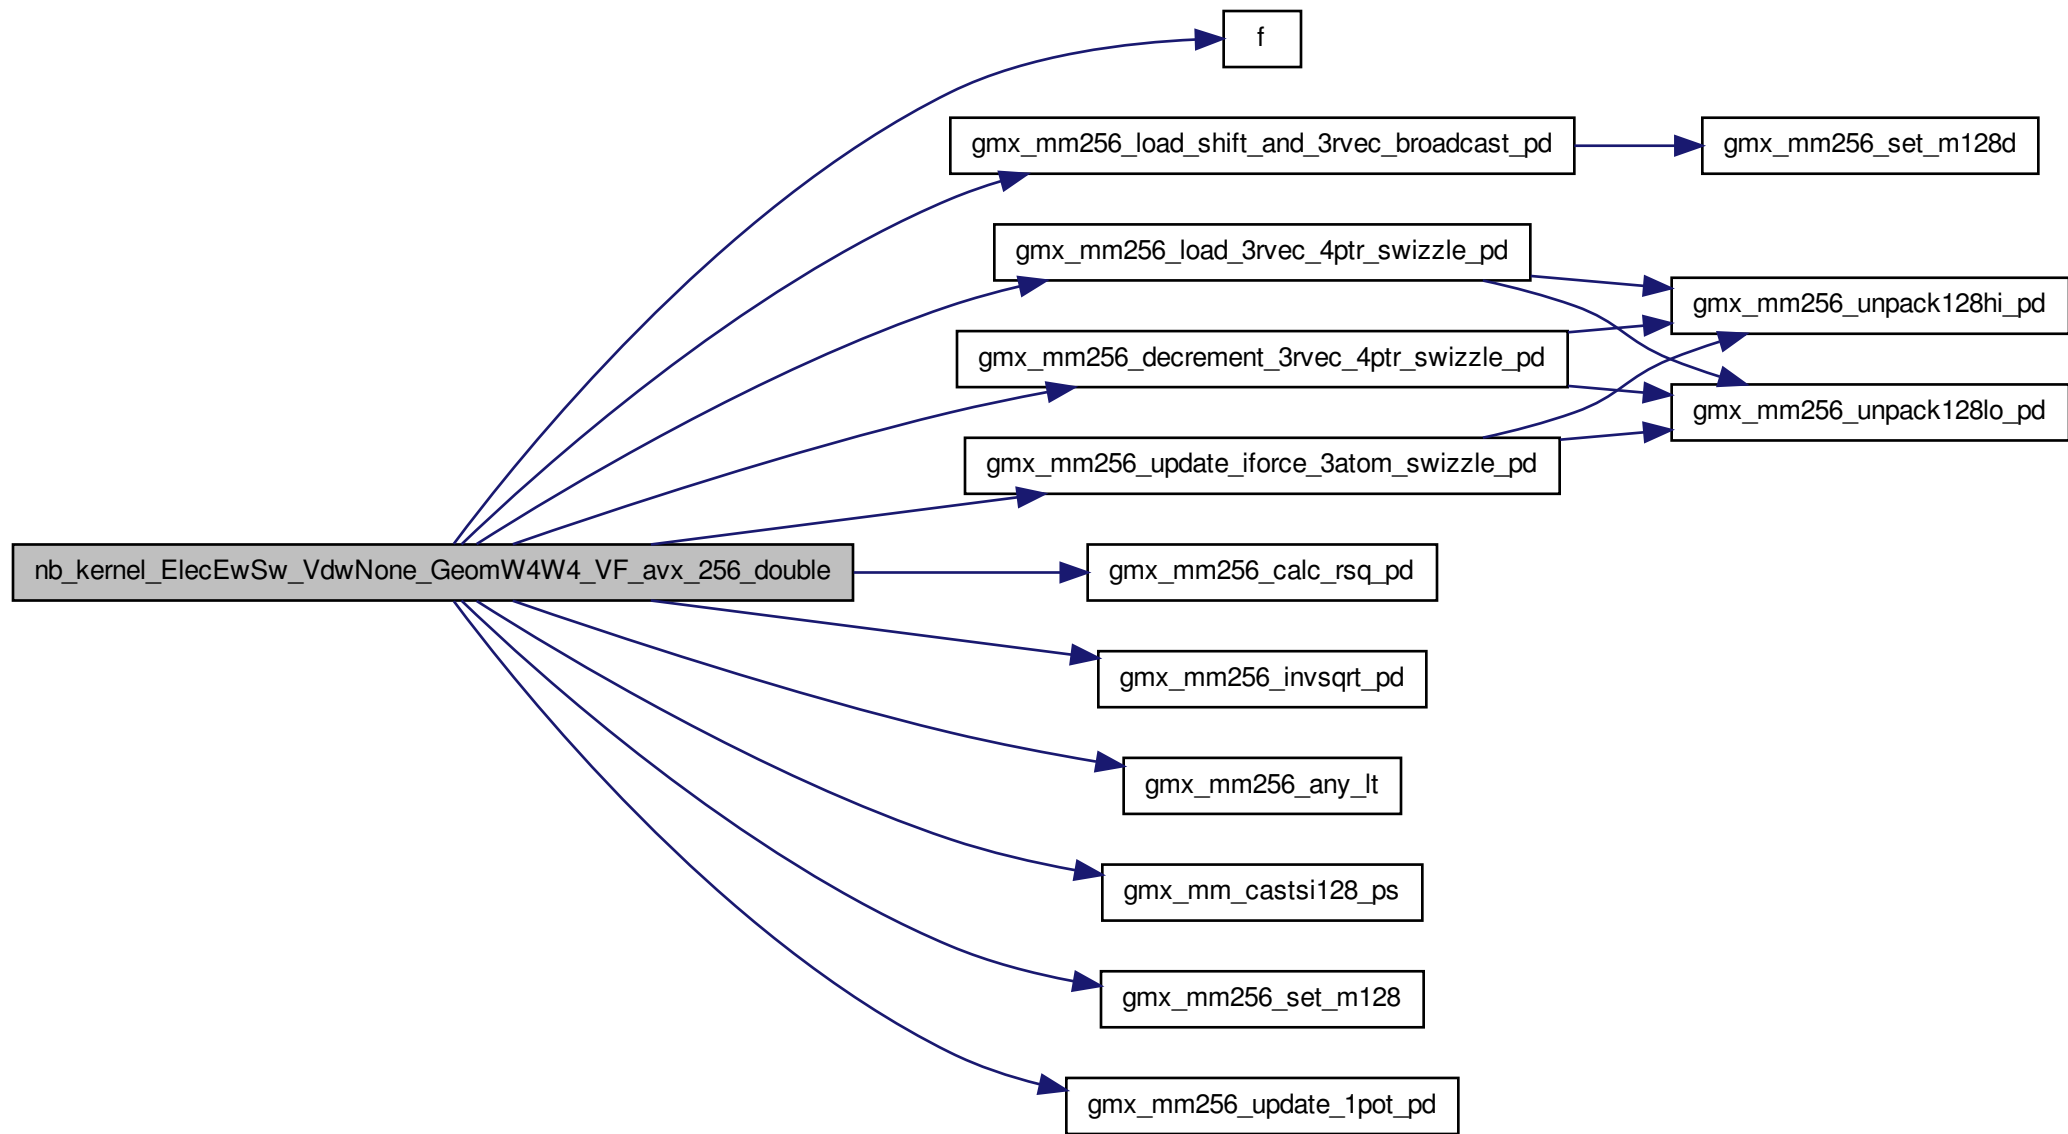 f
gmx_mm256_load_shift_and_3rvec_broadcast_pd
gmx_mm256_set_m128d
gmx_mm256_load_3rvec_4ptr_swizzle_pd
gmx_mm256_unpack128hi_pd
gmx_mm256_decrement_3rvec_4ptr_swizzle_pd
gmx_mm256_unpack128lo_pd
gmx_mm256_update_iforce_3atom_swizzle_pd
nb_kernel_ElecEwSw_VdwNone_GeomW4W4_VF_avx_256_double
gmx_mm256_calc_rsq_pd
gmx_mm256_invsqrt_pd
gmx_mm256_any_lt
gmx_mm_castsi128_ps
gmx_mm256_set_m128
gmx_mm256_update_1pot_pd